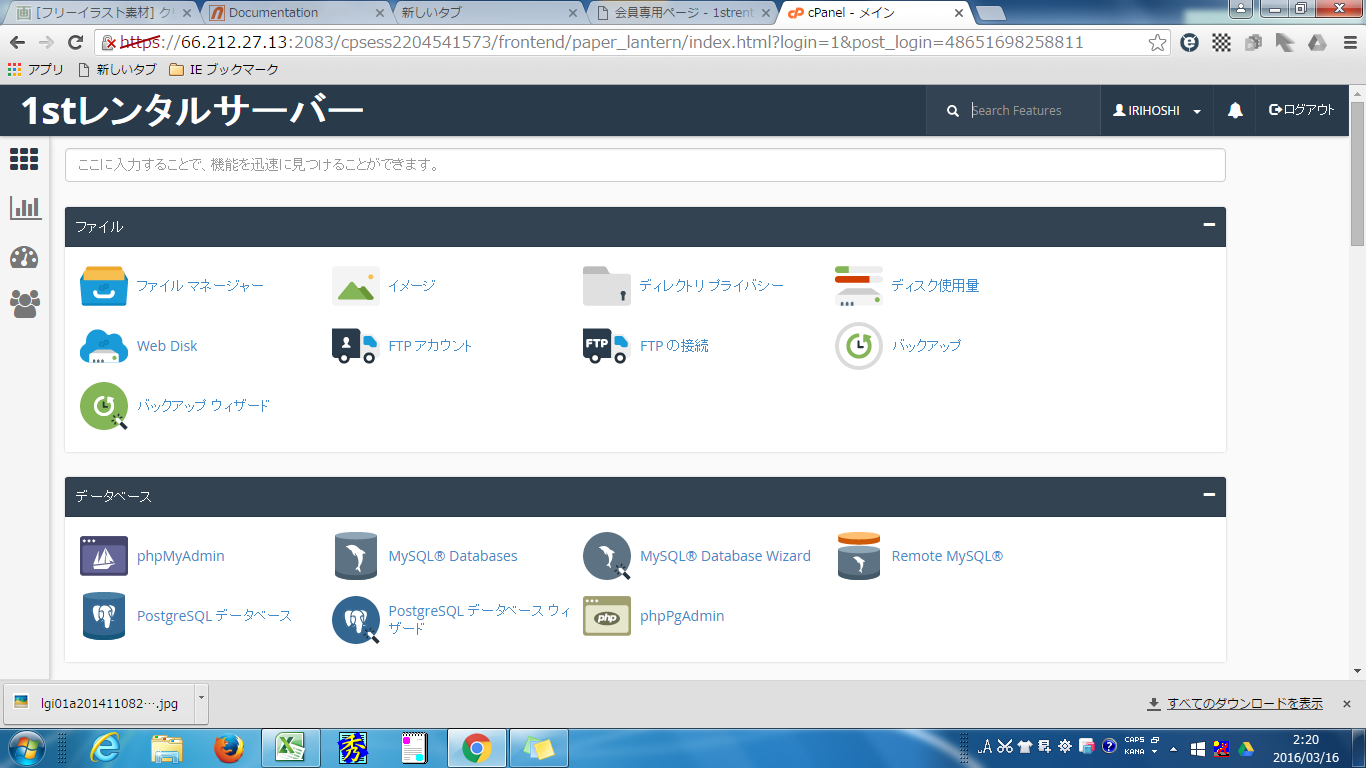 [フリーイラスト素材] クリ
Documentation
新しいタブ
会員専用ページ - 1strent
cPanel - メイン
https://66.212.27.13:2083/cpsess2204541573/frontend/paper_lantern/index.html?login=1&post_login=48651698258811
アプリ 新しいタブ IE ブックマーク
1stレンタルサーバー
Search Features
IRIHOSHI
ログアウト
ここに入力することで、機能を迅速に見つけることができます。
ファイル
ファイル マネージャー
イメージ
ディレクトリ プライバシー
ディスク使用量
Web Disk
FTP アカウント
FTP
FTP の接続
バックアップ
バックアップ ウィザード
データベース
phpMyAdmin
MySQL® Databases
MySQL® Database Wizard
Remote MySQL®
PostgreSQL データベース
PostgreSQL データベース ウィ
ザード
php
phpPgAdmin
lgi01a201411082….jpg
すべてのダウンロードを表示
秀
A
CAPS
KANA
2:20
2016/03/16